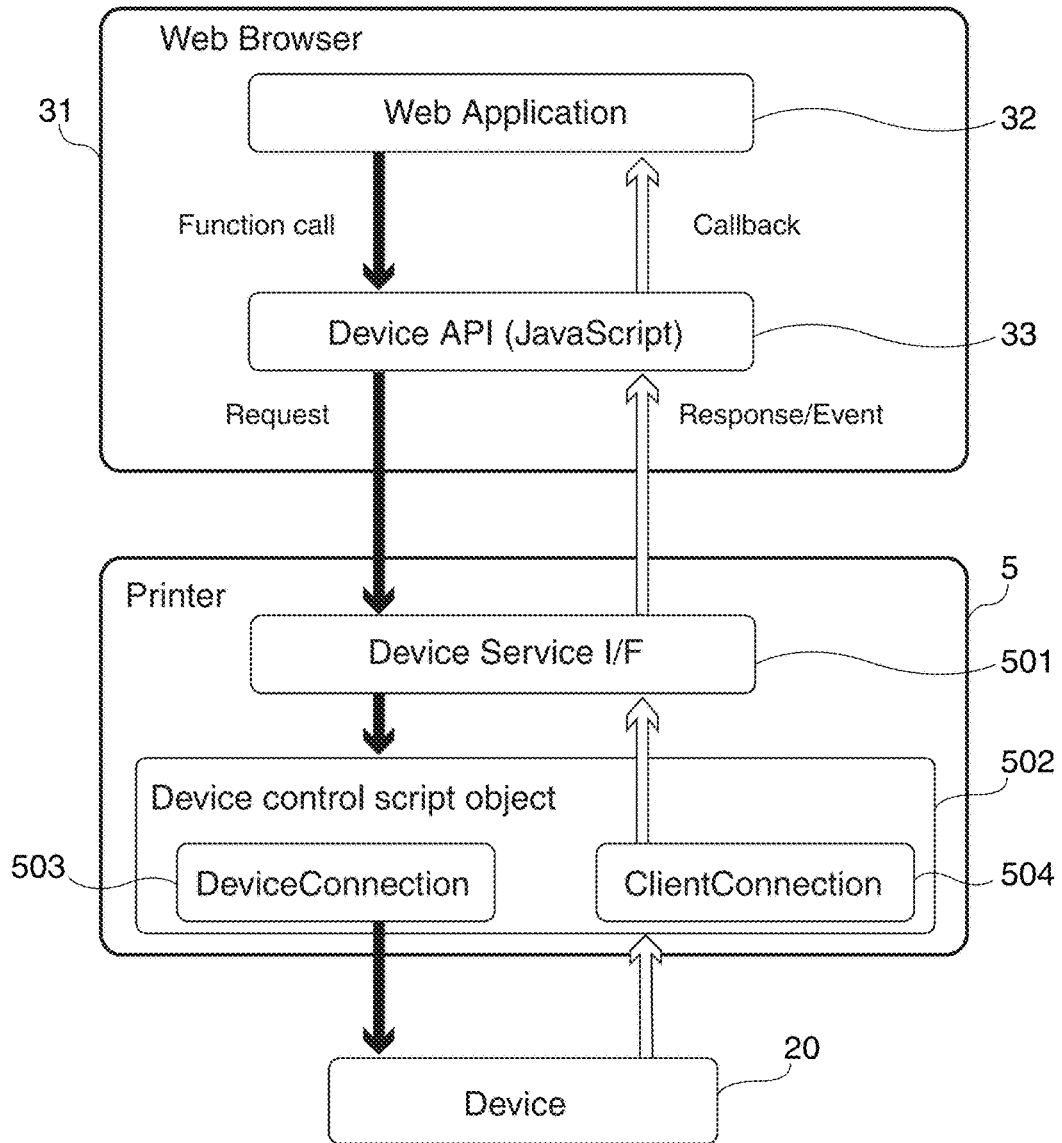 Web Browser
31
Web Application
32
Function call
Callback
Device API (JavaScript)
33
Request
Response/Event
5
Printer
Device Service I/F
501
502
Device control script object
503
DeviceConnection
ClientConnection
504
20
Device